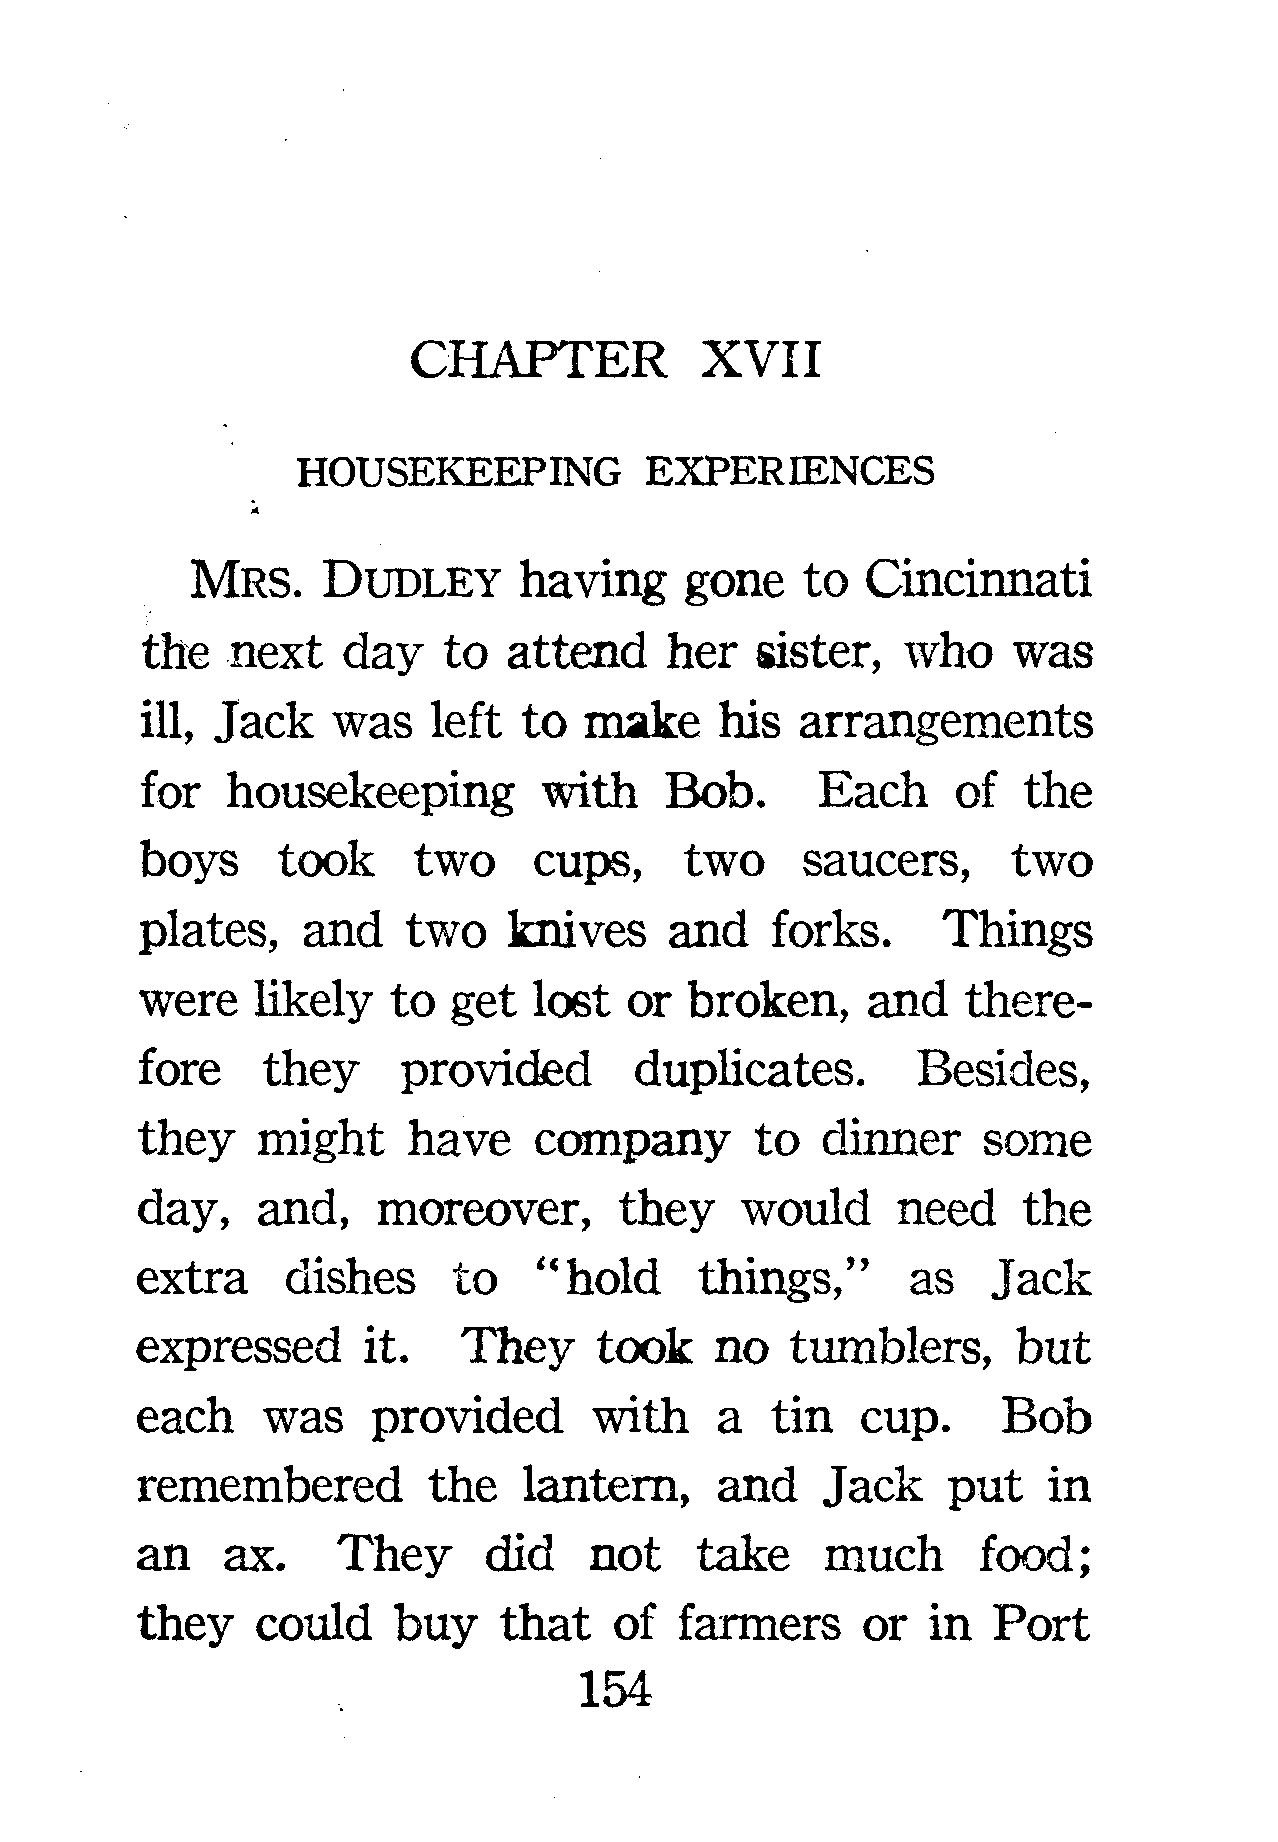 CHAPTER XVII
HOUSEKEEPING EXPERIENCES
MRS. DUDLEY having gone to Cincinnati
the next day to attend her sister, who was
ill, Jack was left to make his arrangements
for housekeeping with Bob. Each of the
boys took two cups, two saucers, two
plates, and two knives and forks. Things
were likely to get lost or broken, and there-
fore they provided duplicates. Besides,
they might have company to dinner some
day, and, moreover, they would need the
extra dishes to “hold things,” as Jack
expressed it. They took no tumblers, but
each was provided with a tin cup. Bob
remembered the lantern, and Jack put in
an ax. They did not take much food;
they could buy that of farmers or in Port
154